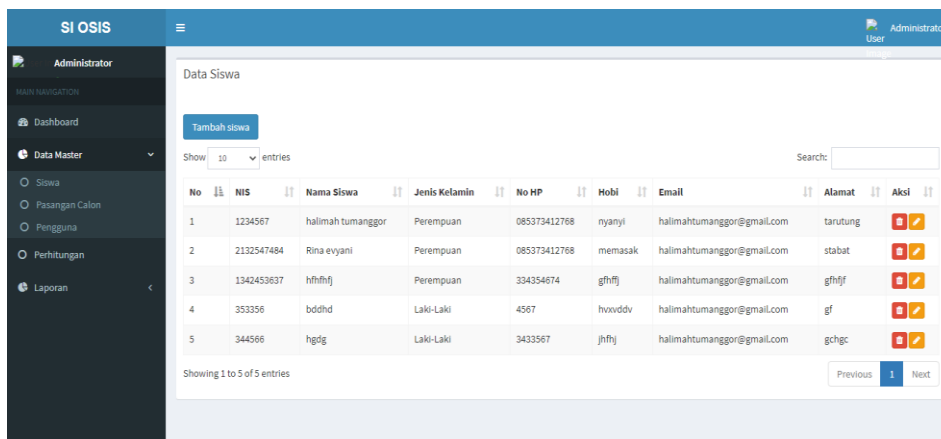 SI OSIS
Administrato
User
Administrator
MAIN NAVIGATION
Dashboard
Data Master
Siswa
Pasangan Calon
Pengguna
Perhitungan
Laporan
Data Siswa
Tambah siswa
Show 10 entries Search:
No NIS Nama Siswa Jenis Kelamin No HP Hobi Email Alamat Aksi
1 1234567 halimah tumanggor Perempuan 085373412768 nyanyi halimahtumanggor@gmail.com tarutung
2 2132547484 Rina evyani Perempuan 085373412768 memasak halimahtumanggor@gmail.com stabat
3 1342453637 hfhfhfj Perempuan 334354674 gfhffj halimahtumanggor@gmail.com gfhfjf
4 353356 bddhd Laki-Laki 4567 hvxvddv halimahtumanggor@gmail.com gf
5 344566 hgdg Laki-Laki 3433567 jhfhj halimahtumanggor@gmail.com gchgc
Showing 1 to 5 of 5 entries
Previous 1 Next